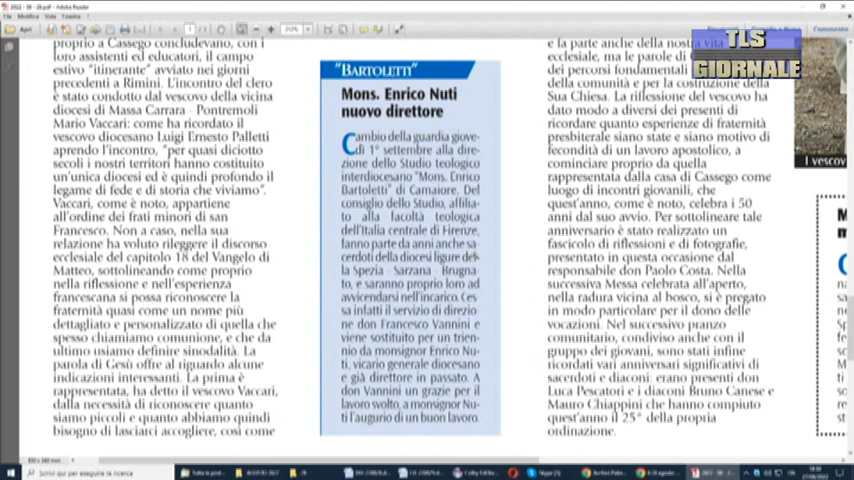 2022 - 08 - 28.pdf - Adobe Reader
File Modifica Vista Finestra ?
Apri
proprio a Cassego concludevano, con i
loro assistenti ed educatori, il campo
estivo "itinerante" avviato nei giorni
precedenti a Rimini. L'incontro del clero
è stato condotto dal vescovo della vicina
diocesi di Massa Carrara - Pontremoli
Mario Vaccari: come ha ricordato il
vescovo diocesano Luigi Ernesto Palletti
aprendo l'incontro, "per quasi diciotto
secoli i nostri territori hanno costituito
un'unica diocesi ed è quindi profondo il
legame di fede e di storia che viviamo".
Vaccari, come è noto, appartiene
all'ordine dei frati minori di san
Francesco. Non a caso, nella sua
relazione ha voluto rileggere il discorso
ecclesiale del capitolo 18 del Vangelo di
Matteo, sottolineando come proprio
nella riflessione e nell'esperienza
francescana si possa riconoscere la
fraternità quasi come un nome più
dettagliato e personalizzato di quella che
spesso chiamiamo comunione, e che da
ultimo usiamo definire sinodalità. La
parola di Gesù offre al riguardo alcune
indicazioni interessanti. La prima è
rappresentata, ha detto il vescovo Vaccari,
dalla necessità di riconoscere quanto
siamo piccoli e quanto abbiamo quindi
bisogno di lasciarci accogliere, così come
"BARTOLETTI"
Mons. Enrico Nuti
nuovo direttore
Cambio della guardia giove-
dì 1° settembre alla dire-
zione dello Studio teologico
interdiocesano "Mons. Enrico
Bartoletti" di Camaiore. Del
consiglio dello Studio, affilia-
to alla facoltà teologica
dell'Italia centrale di Firenze,
fanno parte da anni anche sa-
cerdoti della diocesi ligure del-
la Spezia - Sarzana - Brugna-
to, e saranno proprio loro ad
avvicendarsi nell'incarico. Ces-
sa infatti il servizio di direzio-
ne don Francesco Vannini e
viene sostituito per un trien-
nio da monsignor Enrico Nu-
ti, vicario generale diocesano
e già direttore in passato. A
don Vannini un grazie per il
lavoro svolto, a monsignor Nu-
ti l'augurio di un buon lavoro.
e fa parte anche della nostra vita
ecclesiale, ma le parole di
dei percorsi fondamentali
della comunità e per la costruzione della
Sua Chiesa. La riflessione del vescovo ha
dato modo a diversi dei presenti di
ricordare quanto esperienze di fraternità
presbiterale siano state e siano motivo di
fecondità di un lavoro apostolico, a
cominciare proprio da quella
rappresentata dalla casa di Cassego come
luogo di incontri giovanili, che
quest'anno, come è noto, celebra i 50
anni dal suo avvio. Per sottolineare tale
anniversario è stato realizzato un
fascicolo di riflessioni e di fotografie,
presentato in questa occasione dal
responsabile don Paolo Costa. Nella
successiva Messa celebrata all'aperto,
nella radura vicina al bosco, si è pregato
in modo particolare per il dono delle
vocazioni. Nel successivo pranzo
comunitario, condiviso anche con il
gruppo dei giovani, sono stati infine
ricordati vari anniversari significativi di
sacerdoti e diaconi: erano presenti don
Luca Pescatori e i diaconi Bruno Canese e
Mauro Chiappini che hanno compiuto
quest'anno il 25° della propria
ordinazione.
TLS
GIORNALE
I vescov
Scrivi qui per eseguire la ricerca
27/08/2022